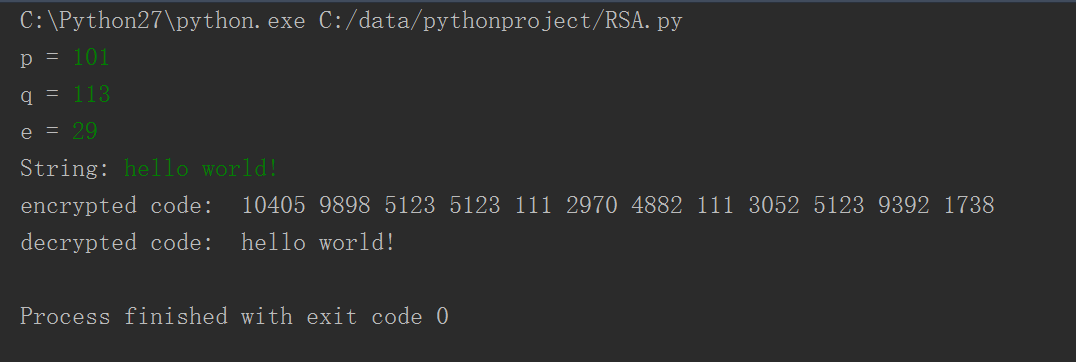 C:\Python27\python.exe C:/data/pythonproject/RSA.py
p = 101
q = 113
e = 29
String: hello world!
encrypted code:  10405 9898 5123 5123 111 2970 4882 111 3052 5123 9392 1738
decrypted code:  hello world!
Process finished with exit code 0